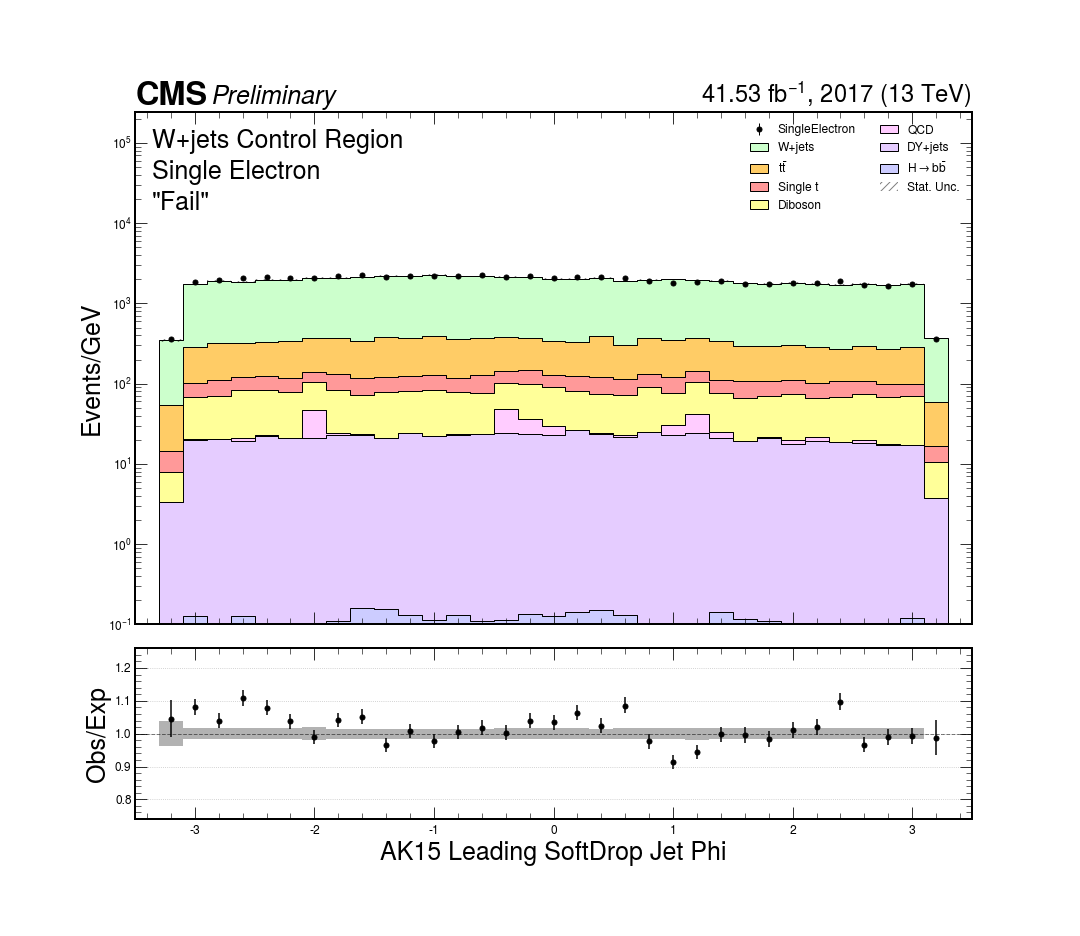 CMS Preliminary
41.53 fb⁻¹, 2017 (13 TeV)
W+jets Control Region
Single Electron
"Fail"
SingleElectron
W+jets
tt̄
Single t
Diboson
QCD
DY+jets
H→bb̄
Stat. Unc.
Events/GeV
10⁵
10⁴
10³
10²
10¹
10⁰
10⁻¹
Obs/Exp
1.2
1.1
1.0
0.9
0.8
-3 -2 -1 0 1 2 3
AK15 Leading SoftDrop Jet Phi